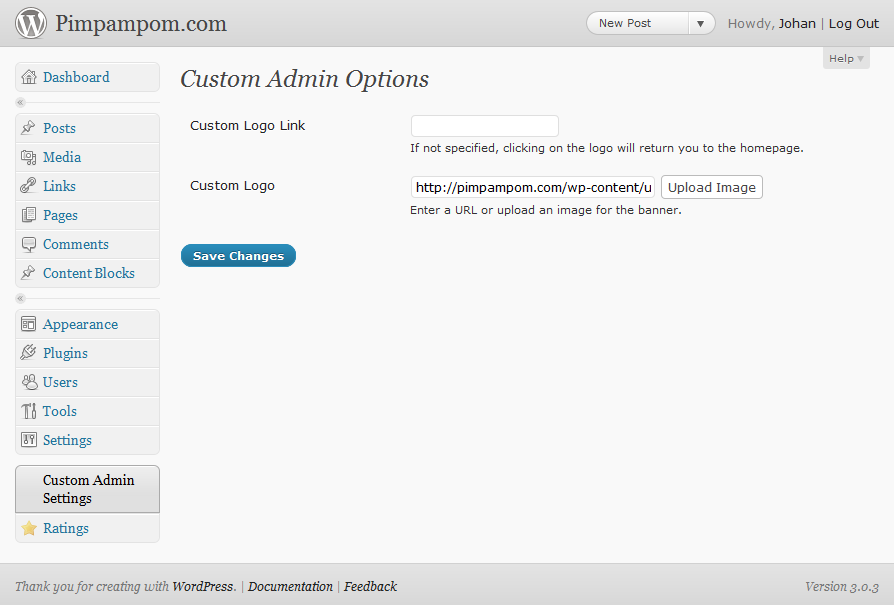 Pimpampom.com
New Post ▼
Howdy, Johan | Log Out
Help ▼
Dashboard
«
Posts
Media
Links
Pages
Comments
Content Blocks
«
Appearance
Plugins
Users
Tools
Settings
Custom Admin
Settings
Ratings
Custom Admin Options
Custom Logo Link
If not specified, clicking on the logo will return you to the homepage.
Custom Logo
http://pimpampom.com/wp-content/u
Upload Image
Enter a URL or upload an image for the banner.
Save Changes
Thank you for creating with WordPress. | Documentation | Feedback
Version 3.0.3